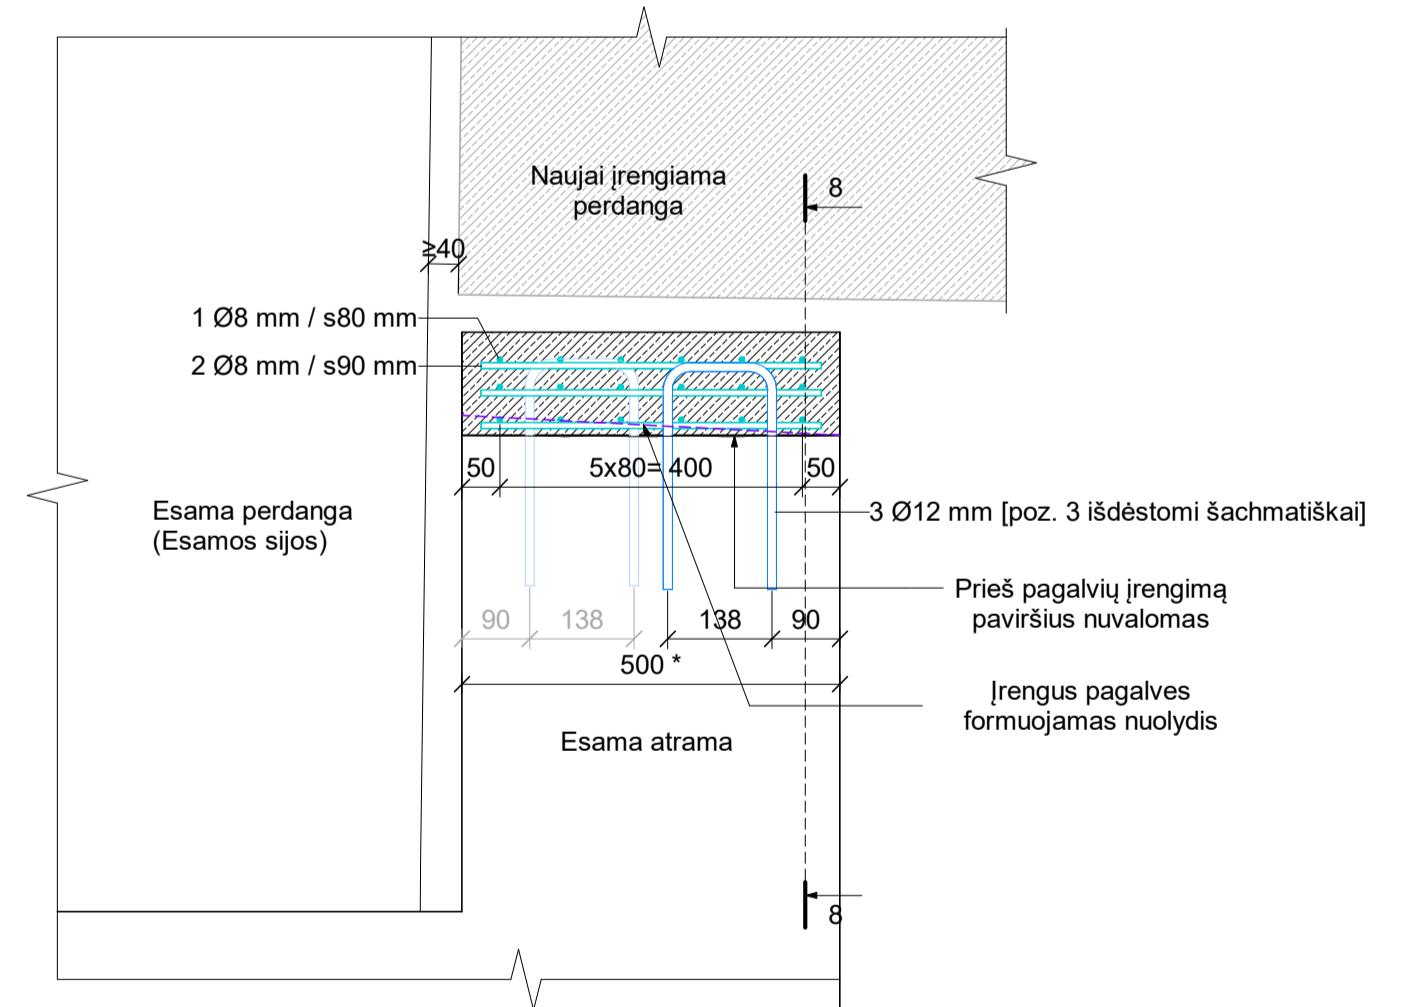 Naujai įrengiama
perdanga
8
≥40
1 Ø8 mm / s80 mm
2 Ø8 mm / s90 mm
50
5x80= 400
50
Esama perdanga
(Esamos sijos)
3 Ø12 mm [poz. 3 išdėstomi šachmatiškai]
Prieš pagalvių įrengimą
paviršius nuvalomas
90
138
138
90
500 *
Įrengus pagalves
formuojamas nuolydis
Esama atrama
8